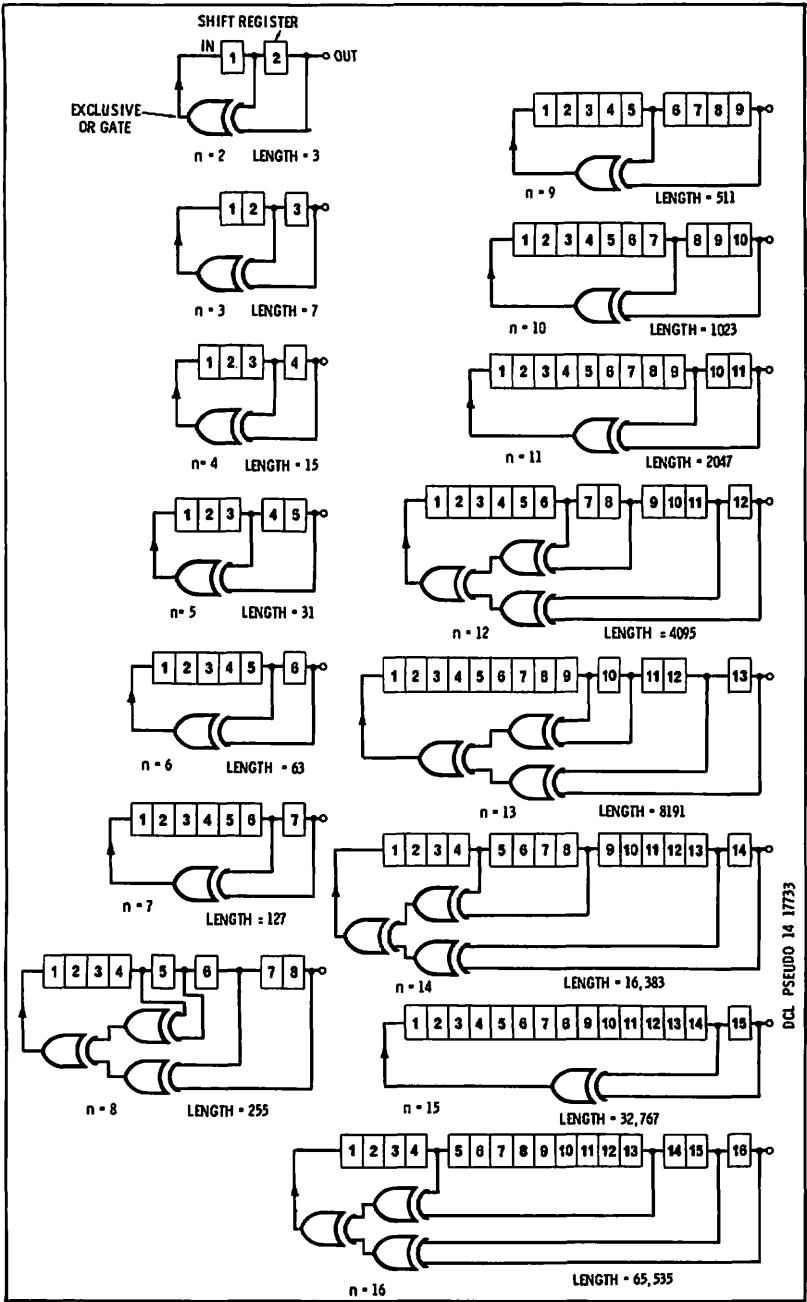 SHIFT REGISTER
IN 1 2 OUT
EXCLUSIVE
OR GATE
n = 2 LENGTH = 3
1 2 3
n = 3 LENGTH = 7
1 2 3 4
n = 4 LENGTH = 15
1 2 3 4 5
n = 5 LENGTH = 31
1 2 3 4 5 6
n = 6 LENGTH = 63
1 2 3 4 5 6 7
n = 7 LENGTH = 127
1 2 3 4 5 6 7 8
n = 8 LENGTH = 255
1 2 3 4 5 6 7 8 9
n = 9 LENGTH = 511
1 2 3 4 5 6 7 8 9 10
n = 10 LENGTH = 1023
1 2 3 4 5 6 7 8 9 10 11
n = 11 LENGTH = 2047
1 2 3 4 5 6 7 8 9 10 11 12
n = 12 LENGTH = 4095
1 2 3 4 5 6 7 8 9 10 11 12 13
n = 13 LENGTH = 8191
1 2 3 4 5 6 7 8 9 10 11 12 13 14
n = 14 LENGTH = 16,383
1 2 3 4 5 6 7 8 9 10 11 12 13 14 15
n = 15 LENGTH = 32,767
1 2 3 4 5 6 7 8 9 10 11 12 13 14 15 16
n = 16 LENGTH = 65,535
DCL PSEUDO 14 17733